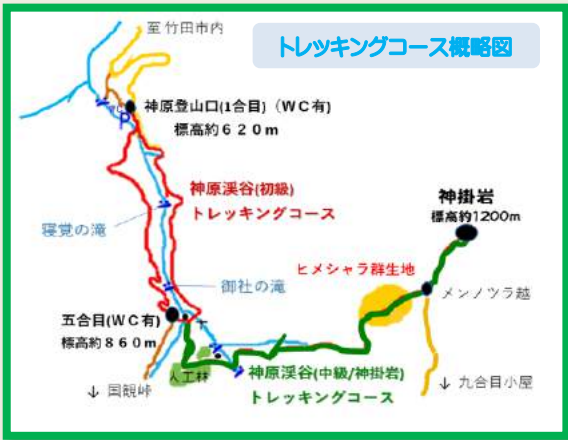 トレッキングコース概略図
至 竹田市内
P
神原登山口(1合目)（WC有）
標高約６２０ｍ
神原渓谷(初級)
トレッキングコース
寝覚の滝
神掛岩
標高約1200m
ヒメシャラ群生地
御社の滝
メンノツラ越
五合目(WC有)
標高約８６０ｍ
人工林
神原渓谷(中級/神掛岩)
トレッキングコース
↓ 国観峠
↓ 九合目小屋